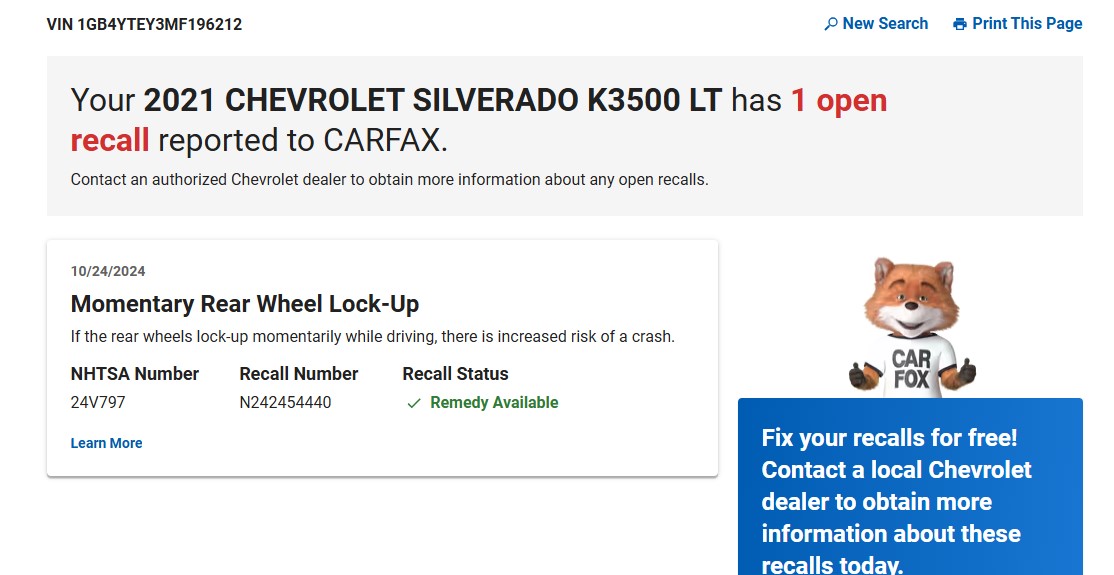 VIN 1GB4YTEY3MF196212
New Search
Print This Page
Your 2021 CHEVROLET SILVERADO K3500 LT has 1 open
recall reported to CARFAX.
Contact an authorized Chevrolet dealer to obtain more information about any open recalls.
10/24/2024
Momentary Rear Wheel Lock-Up
If the rear wheels lock-up momentarily while driving, there is increased risk of a crash.
NHTSA Number
Recall Number
Recall Status
24V797
N242454440
Remedy Available
Learn More
CAR
FOX
Fix your recalls for free!
Contact a local Chevrolet
dealer to obtain more
information about these
recalls today.